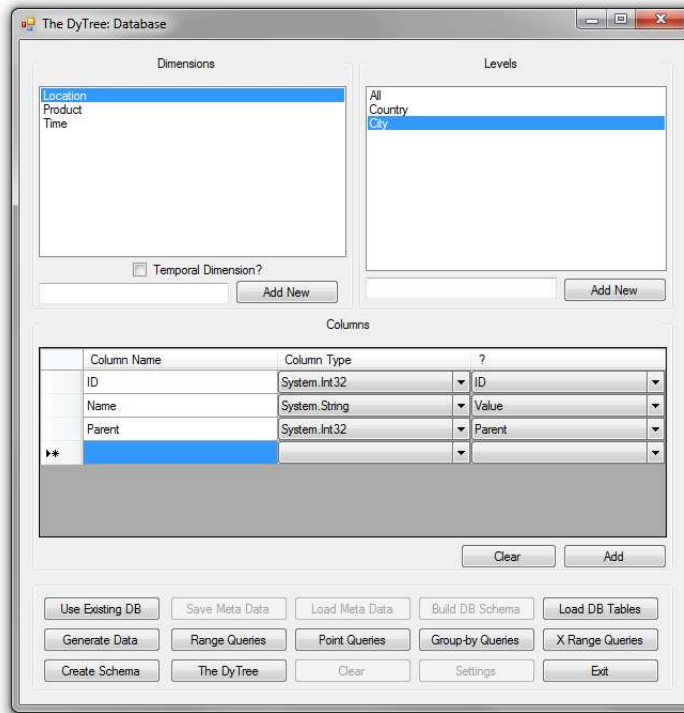 The DyTree: Database
Dimensions
Location
Product
Time
Temporal Dimension?
Add New
Levels
All
Country
City
Add New
Columns
Column Name Column Type ?
ID System.Int32 ID
Name System.String Value
Parent System.Int32 Parent
Clear Add
Use Existing DB Save Meta Data Load Meta Data Build DB Schema Load DB Tables
Generate Data Range Queries Point Queries Group-by Queries X Range Queries
Create Schema The DyTree Clear Settings Exit